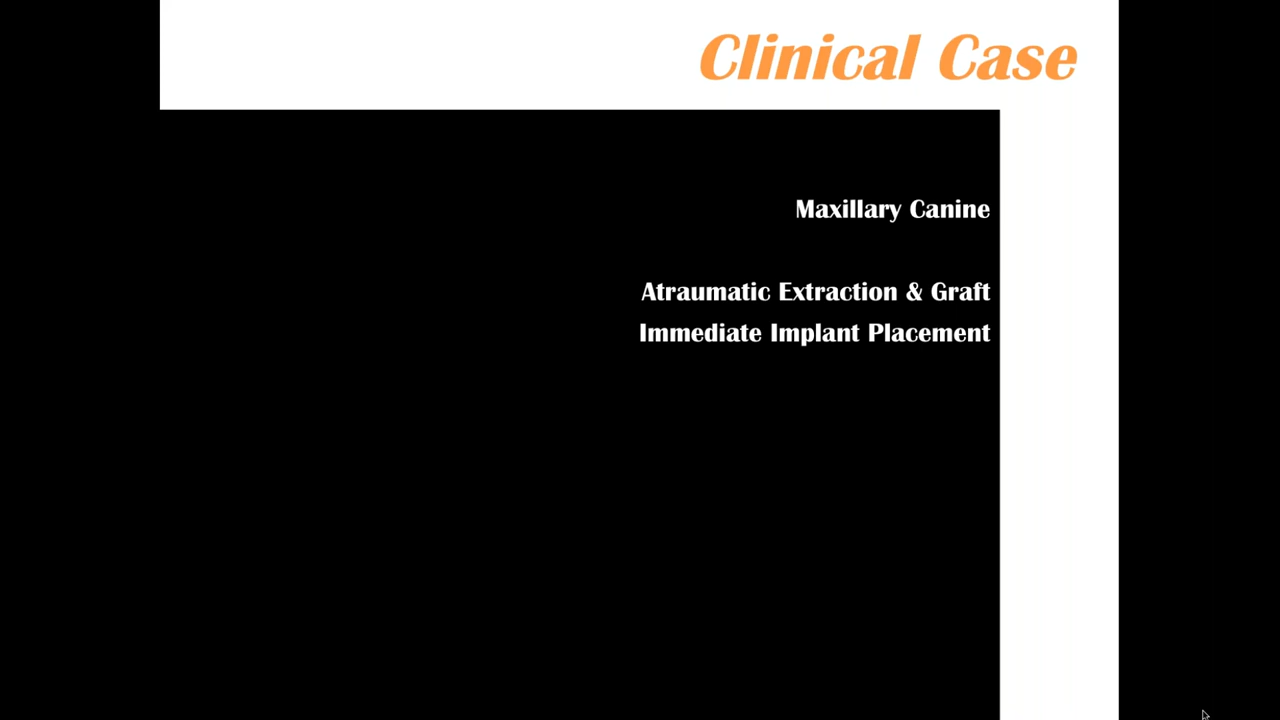 Clinical Case
Maxillary Canine
Atraumatic Extraction & Graft
Immediate Implant Placement